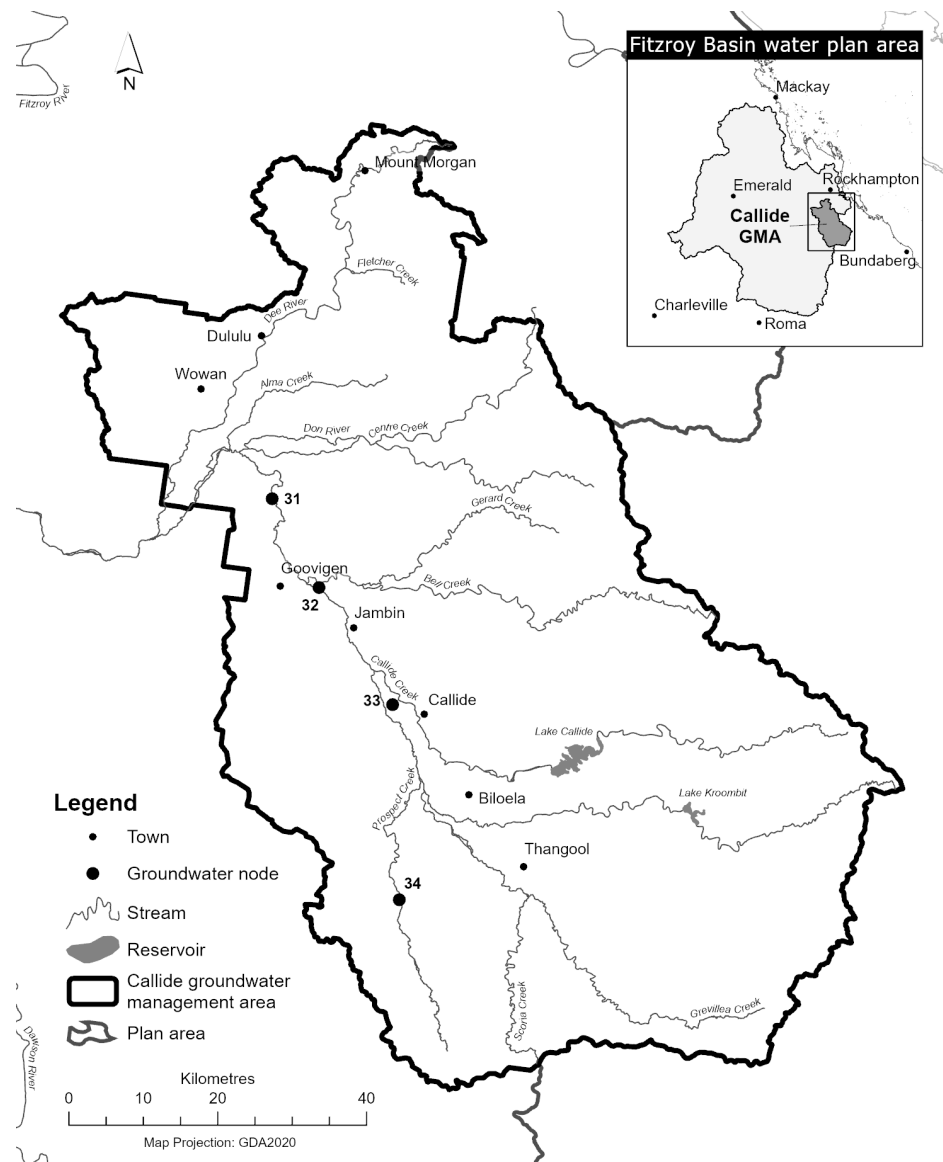 Fitzroy Basin water plan area
Mackay
Emerald
Rockhampton
Callide
GMA
Bundaberg
Charleville
Roma
N
Fitzroy River
Mount Morgan
Fletcher Creek
Dee River
Dululu
Wowan
Alma Creek
Don River
Centre Creek
31
Gerard Creek
Goovigen
32
Bell Creek
Jambin
Callide Creek
33
Callide
Lake Callide
Prospect Creek
Biloela
Lake Kroombit
Thangool
34
Scoria Creek
Grevillea Creek
Dawson River
Legend
Town
Groundwater node
Stream
Reservoir
Callide groundwater
management area
Plan area
Kilometres
0 10 20 40
Map Projection: GDA2020